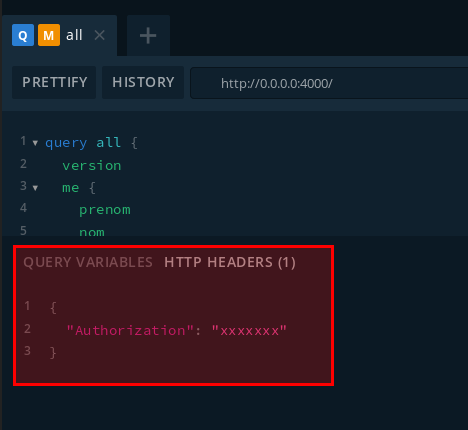 Q M all ×
PRETTIFY HISTORY http://0.0.0.0:4000/
1 query all {
2 version
3 me {
4 prenom
5 nom
QUERY VARIABLES HTTP HEADERS (1)
1 {
2 "Authorization": "xxxxxxx"
3 }